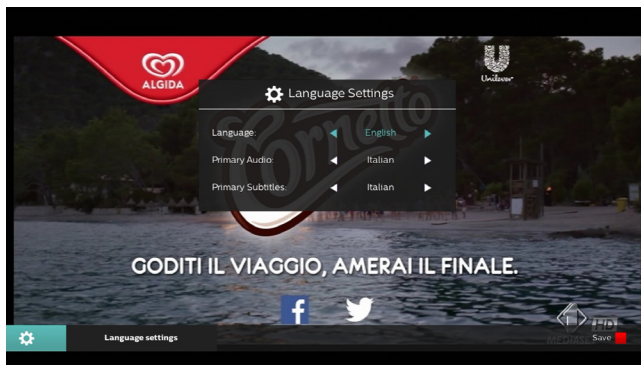 ALGIDA
Unilever
Language Settings
Cornetto
Language: English
Primary Audio: Italian
Primary Subtitles: Italian
GODITI IL VIAGGIO, AMERAI IL FINALE.
f
HD
MEDIASET
Language settings
Save